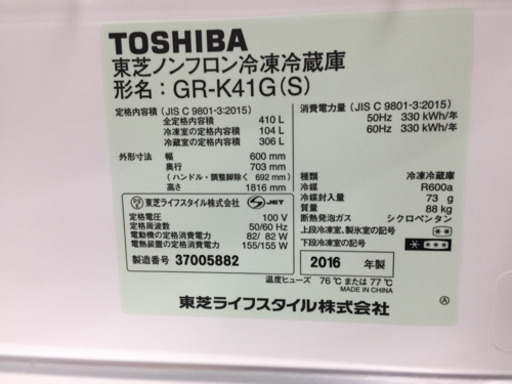 TOSHIBA
東芝ノンフロン冷凍冷蔵庫
形名：GR-K41G(S)
定格内容積 (JIS C 9801-3:2015)
全定格内容積 410 L
冷凍室の定格内容積 104 L
冷蔵室の定格内容積 306 L
外形寸法 幅 600 mm
奥行 703 mm
(ハンドル・調整脚除く 692 mm)
高さ 1816 mm
消費電力量 (JIS C 9801-3:2015)
50Hz 330 kWh/年
60Hz 330 kWh/年
種類 冷凍冷蔵庫
冷媒 R600a
冷媒封入量 73 g
質量 88 kg
断熱発泡ガス シクロペンタン
上段冷凍室、製氷室の記号
下段冷凍室の記号
東芝ライフスタイル株式会社 JET
定格電圧 100 V
定格周波数 50/60 Hz
電動機の定格消費電力 82/ 82 W
電熱装置の定格消費電力 155/155 W
製造番号 37005882
2016 年製
温度ヒューズ 76℃ または 77℃
MADE IN CHINA
東芝ライフスタイル株式会社 Ⓐ